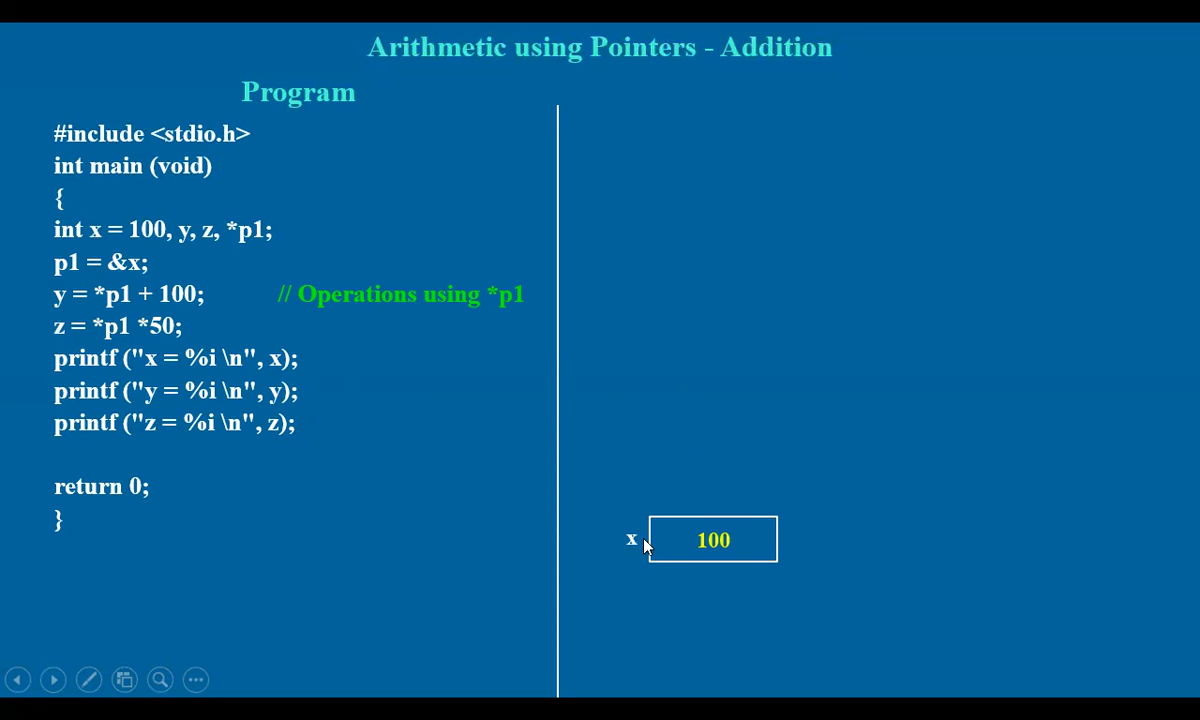 Arithmetic using Pointers - Addition
Program
#include <stdio.h>
int main (void)
{
int x = 100, y, z, *p1;
p1 = &x;
y = *p1 + 100; // Operations using *p1
z = *p1 *50;
printf ("x = %i \n", x);
printf ("y = %i \n", y);
printf ("z = %i \n", z);
return 0;
}
x 100